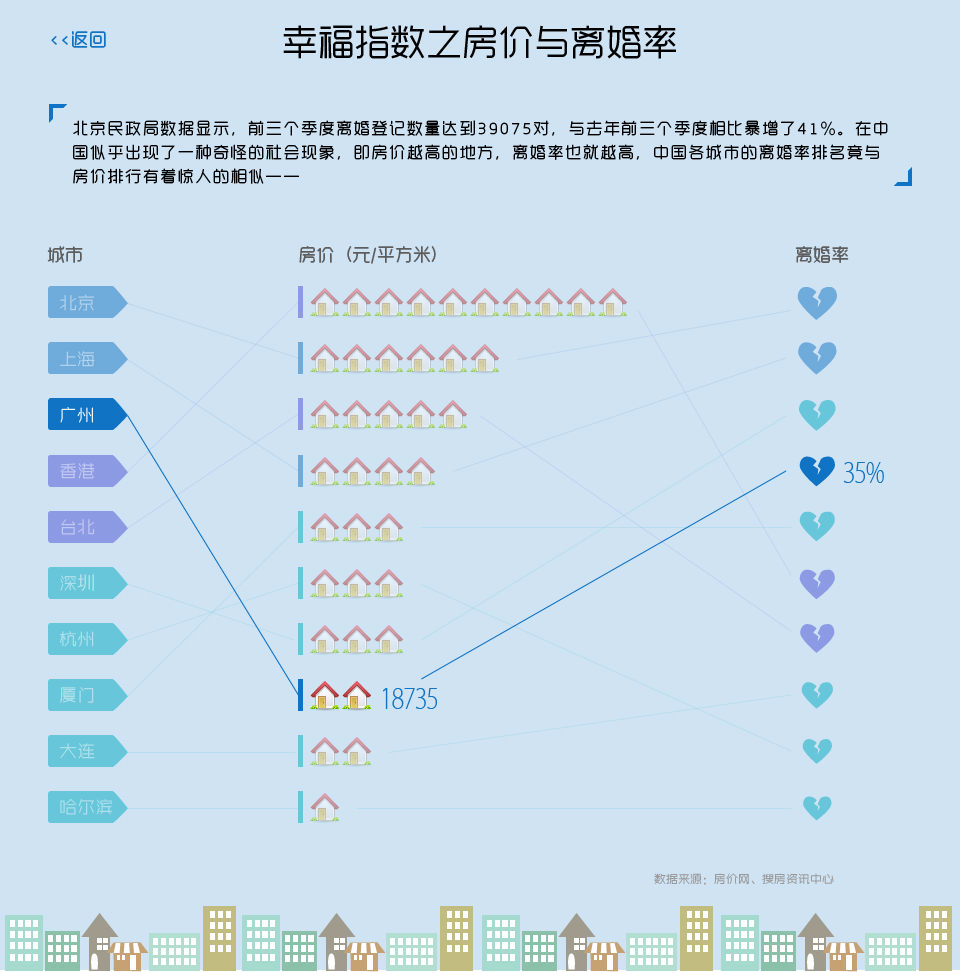 <<返回
幸福指数之房价与离婚率
北京民政局数据显示，前三个季度离婚登记数量达到39075对，与去年前三个季度相比暴增了41%。在中
国似乎出现了一种奇怪的社会现象，即房价越高的地方，离婚率也就越高，中国各城市的离婚率排名竟与
房价排行有着惊人的相似——
城市
房价（元/平方米）
离婚率
北京
上海
广州
香港
35%
台北
深圳
杭州
厦门
18735
大连
哈尔滨
数据来源：房价网、搜房资讯中心